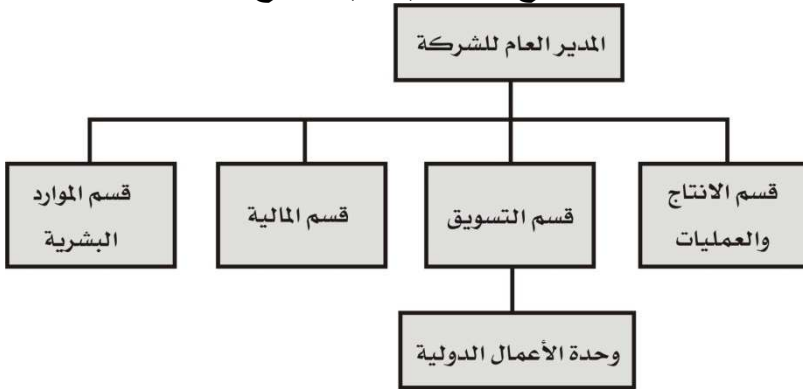 المدير العام للشركة
قسم الانتاج
والعمليات
قسم التسويق
قسم المالية
قسم الموارد
البشرية
وحدة الأعمال الدولية